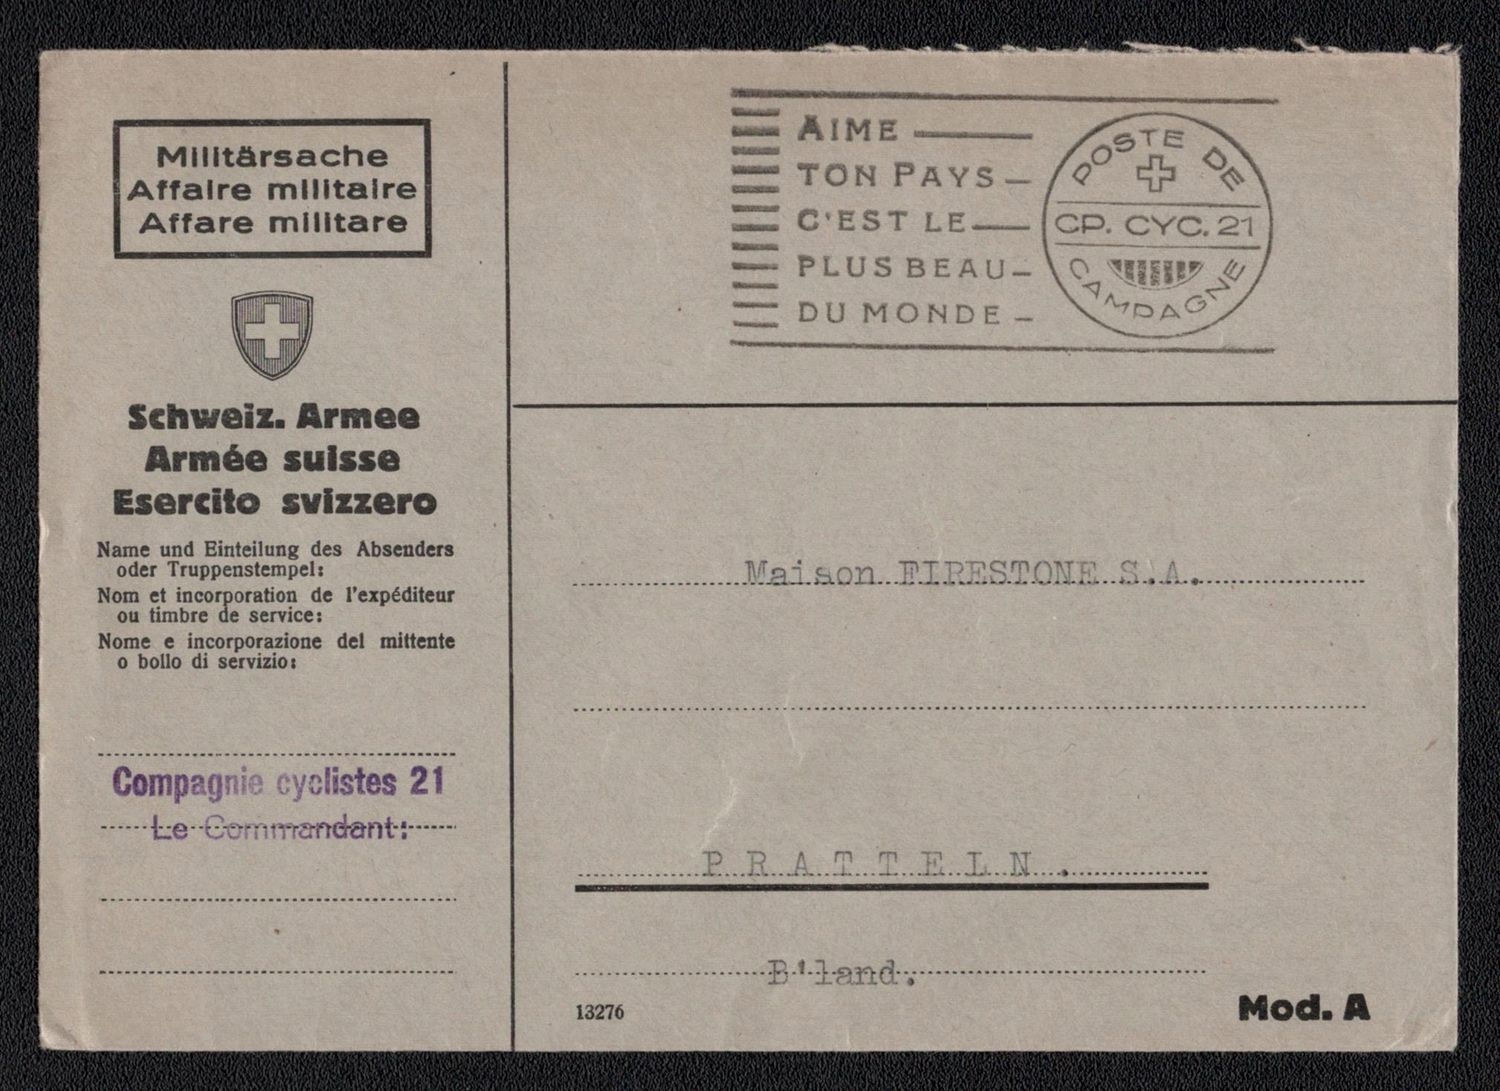 Militärsache
Affaire militaire
Affare militare
Schweiz. Armee
Armée suisse
Esercito svizzero
Name und Einteilung des Absenders
oder Truppenstempel:
Nom et incorporation de l'expéditeur
ou timbre de service:
Nome e incorporazione del mittente
o bollo di servizio:
Compagnie cyclistes 21
Le Commandant:
AIME
TON PAYS
C'EST LE
PLUS BEAU
DU MONDE
POSTE DE
CP. CYC. 21
CAMPAGNE
Maison FIRESTONE S.A.
PRATTELN.
B'land.
13276
Mod. A